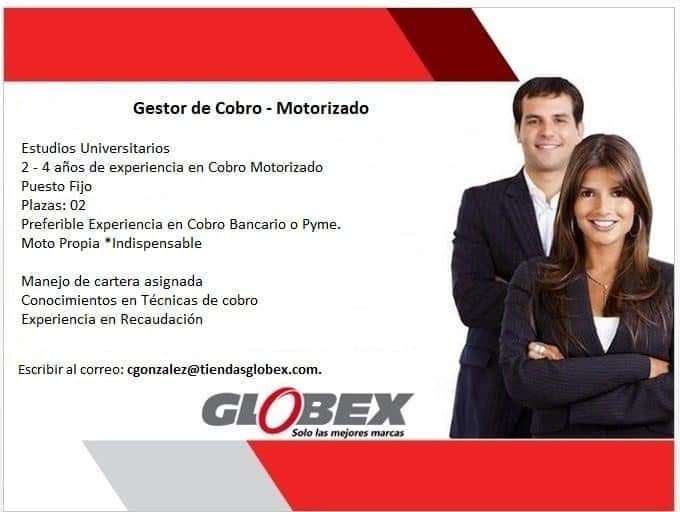 Gestor de Cobro - Motorizado
Estudios Universitarios
2 - 4 años de experiencia en Cobro Motorizado
Puesto Fijo
Plazas: 02
Preferible Experiencia en Cobro Bancario o Pyme.
Moto Propia *Indispensable
Manejo de cartera asignada
Conocimientos en Técnicas de cobro
Experiencia en Recaudación
Escribir al correo: cgonzalez@tiendasglobex.com.
GLOBEX
Solo las mejores marcas